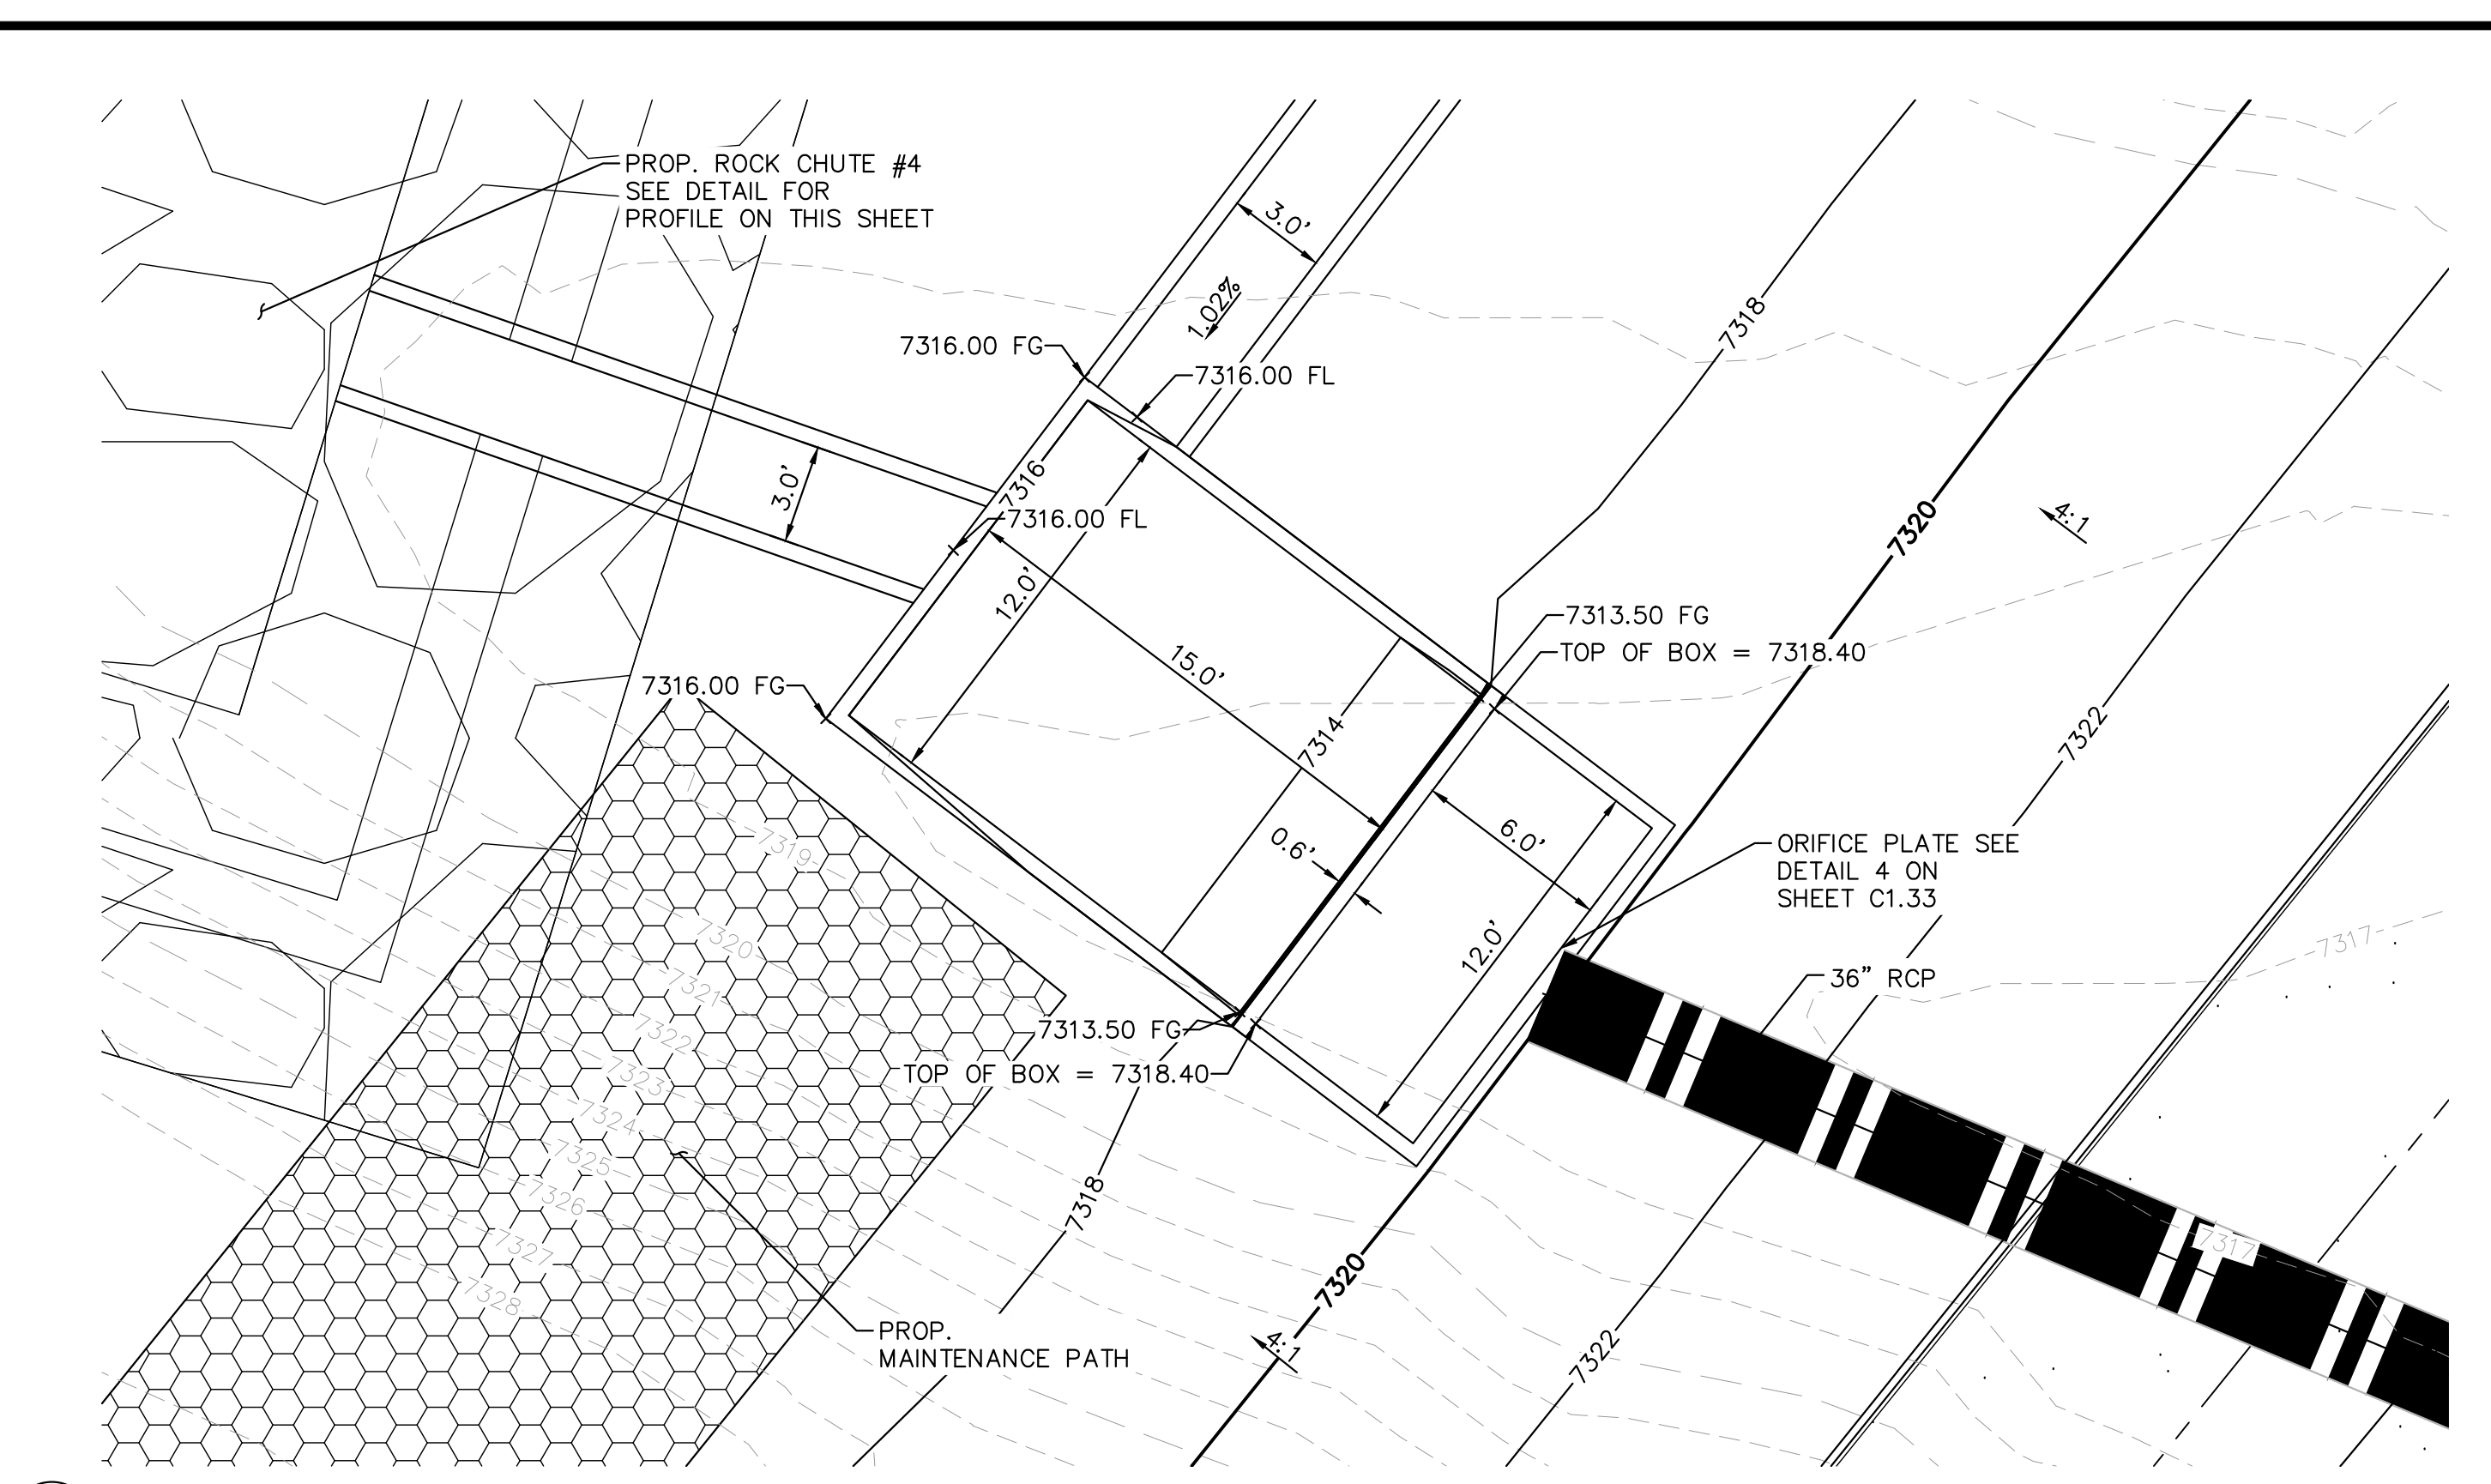 PROP. ROCK CHUTE #4
SEE DETAIL FOR
PROFILE ON THIS SHEET
3.0'
1.02%
7318
7316.00 FG
7316.00 FL
3.0'
7316
7316.00 FL
7320
4:1
12.0'
7313.50 FG
TOP OF BOX = 7318.40
15.0'
7316.00 FG
7314
7322
7319
0.6'
6.0'
ORIFICE PLATE SEE
DETAIL 4 ON
SHEET C1.33
7320
12.0'
7317
7321
36" RCP
7322
7313.50 FG
7323
TOP OF BOX = 7318.40
7324
7325
7326
7318
7327
7317
7328
7320
PROP.
MAINTENANCE PATH
4:1
7322